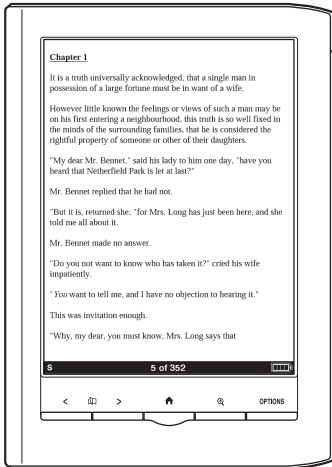 Chapter 1
It is a truth universally acknowledged, that a single man in
possession of a large fortune must be in want of a wife.
However little known the feelings or views of such a man may be
on his first entering a neighbourhood, this truth is so well fixed in
the minds of the surrounding families, that he is considered the
rightful property of someone or other of their daughters.
"My dear Mr. Bennet," said his lady to him one day, "have you
heard that Netherfield Park is let at last?"
Mr. Bennet replied that he had not.
"But it is, returned she; "for Mrs. Long has just been here, and she
told me all about it.
Mr. Bennet made no answer.
"Do you not want to know who has taken it?" cried his wife
impatiently.
"You want to tell me, and I have no objection to hearing it."
This was invitation enough.
"Why, my dear, you must know, Mrs. Long says that
S 5 of 352
< > OPTIONS